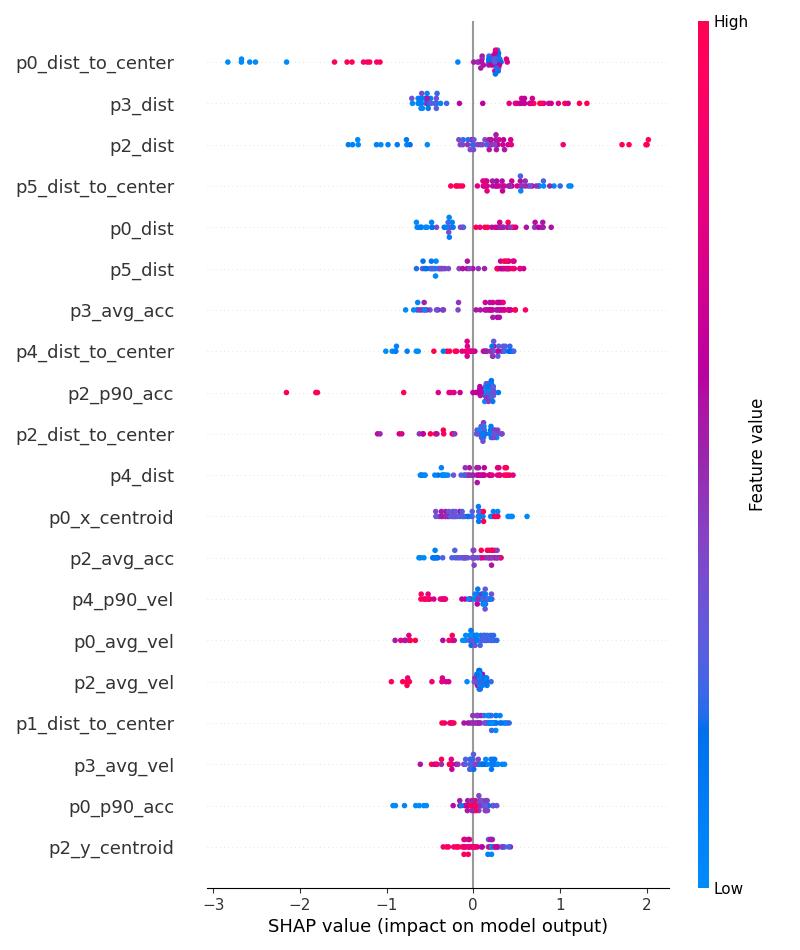 High
p0_dist_to_center
p3_dist
p2_dist
p5_dist_to_center
p0_dist
p5_dist
p3_avg_acc
p4_dist_to_center
p2_p90_acc
p2_dist_to_center
p4_dist
p0_x_centroid
p2_avg_acc
p4_p90_vel
p0_avg_vel
p2_avg_vel
p1_dist_to_center
p3_avg_vel
p0_p90_acc
p2_y_centroid
Feature value
Low
−3 −2 −1 0 1 2
SHAP value (impact on model output)